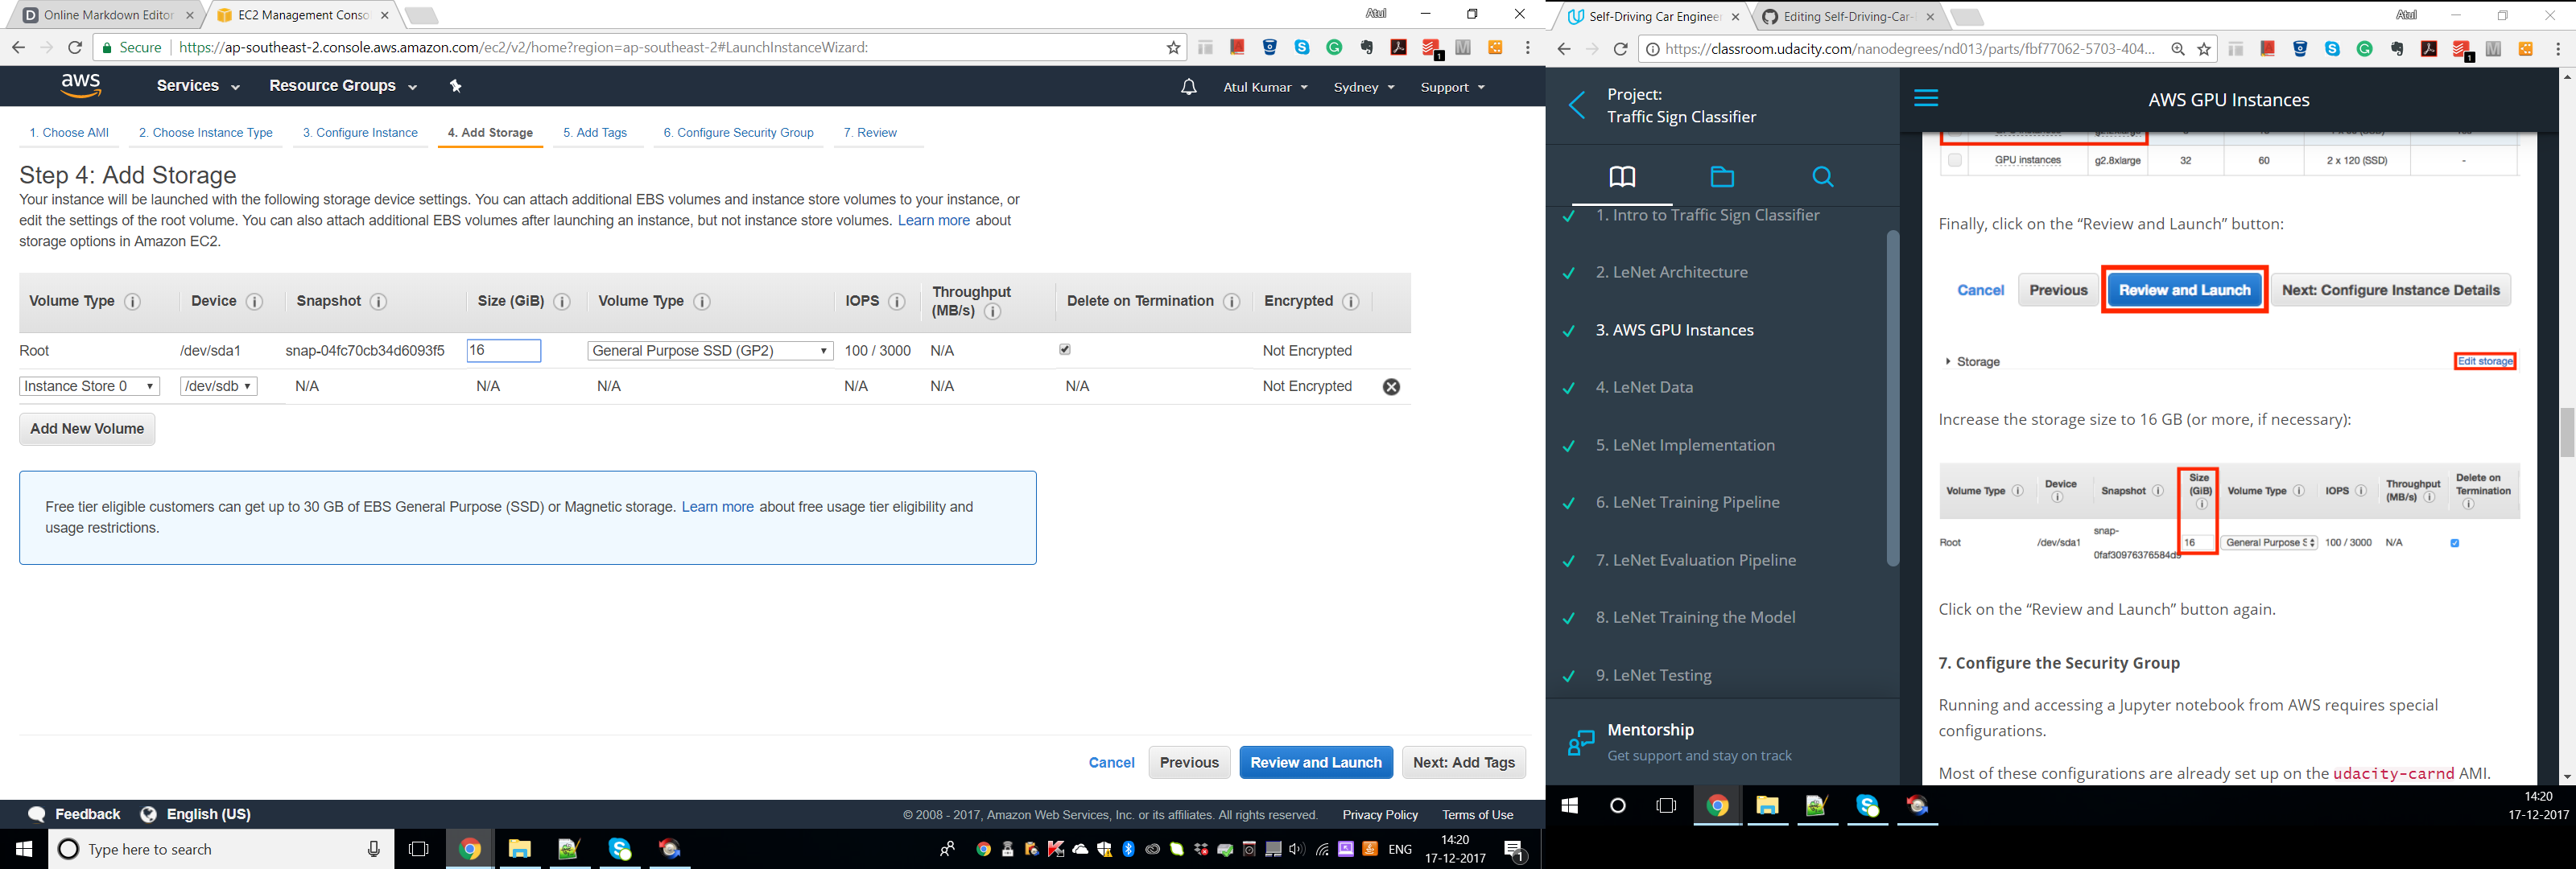 Online Markdown Editor
EC2 Management Conso
Atul
Secure
https://ap-southeast-2.console.aws.amazon.com/ec2/v2/home?region=ap-southeast-2#LaunchInstanceWizard:
aws
Services
Resource Groups
Atul Kumar
Sydney
Support
1. Choose AMI
2. Choose Instance Type
3. Configure Instance
4. Add Storage
5. Add Tags
6. Configure Security Group
7. Review
Step 4: Add Storage
Your instance will be launched with the following storage device settings. You can attach additional EBS volumes and instance store volumes to your instance, or
edit the settings of the root volume. You can also attach additional EBS volumes after launching an instance, but not instance store volumes. Learn more about
storage options in Amazon EC2.
Volume Type Device Snapshot Size (GiB) Volume Type IOPS Throughput (MB/s) Delete on Termination Encrypted
Root /dev/sda1 snap-04fc70cb34d6093f5 16 General Purpose SSD (GP2) 100 / 3000 N/A Not Encrypted
Instance Store 0 /dev/sdb N/A N/A N/A N/A N/A N/A Not Encrypted
Add New Volume
Free tier eligible customers can get up to 30 GB of EBS General Purpose (SSD) or Magnetic storage. Learn more about free usage tier eligibility and
usage restrictions.
Cancel
Previous
Review and Launch
Next: Add Tags
Feedback
English (US)
© 2008 - 2017, Amazon Web Services, Inc. or its affiliates. All rights reserved.
Privacy Policy
Terms of Use
Type here to search
ENG
14:20
17-12-2017
1
Self-Driving Car Engineer
Editing Self-Driving-Car-
Atul
https://classroom.udacity.com/nanodegrees/nd013/parts/fbf77062-5703-404...
Project:
Traffic Sign Classifier
1. Intro to Traffic Sign Classifier
2. LeNet Architecture
3. AWS GPU Instances
4. LeNet Data
5. LeNet Implementation
6. LeNet Training Pipeline
7. LeNet Evaluation Pipeline
8. LeNet Training the Model
9. LeNet Testing
Mentorship
Get support and stay on track
AWS GPU Instances
GPU instances g2.8xlarge 32 60 2 x 120 (SSD) -
Finally, click on the “Review and Launch” button:
Cancel
Previous
Review and Launch
Next: Configure Instance Details
Storage
Edit storage
Increase the storage size to 16 GB (or more, if necessary):
Volume Type Device Snapshot Size (GiB) Volume Type IOPS Throughput (MB/s) Delete on Termination
Root /dev/sda1 snap-0faf30976376584d9 16 General Purpose S 100 / 3000 N/A
Click on the “Review and Launch” button again.
7. Configure the Security Group
Running and accessing a Jupyter notebook from AWS requires special
configurations.
Most of these configurations are already set up on the udacity-carnd AMI.
14:20
17-12-2017